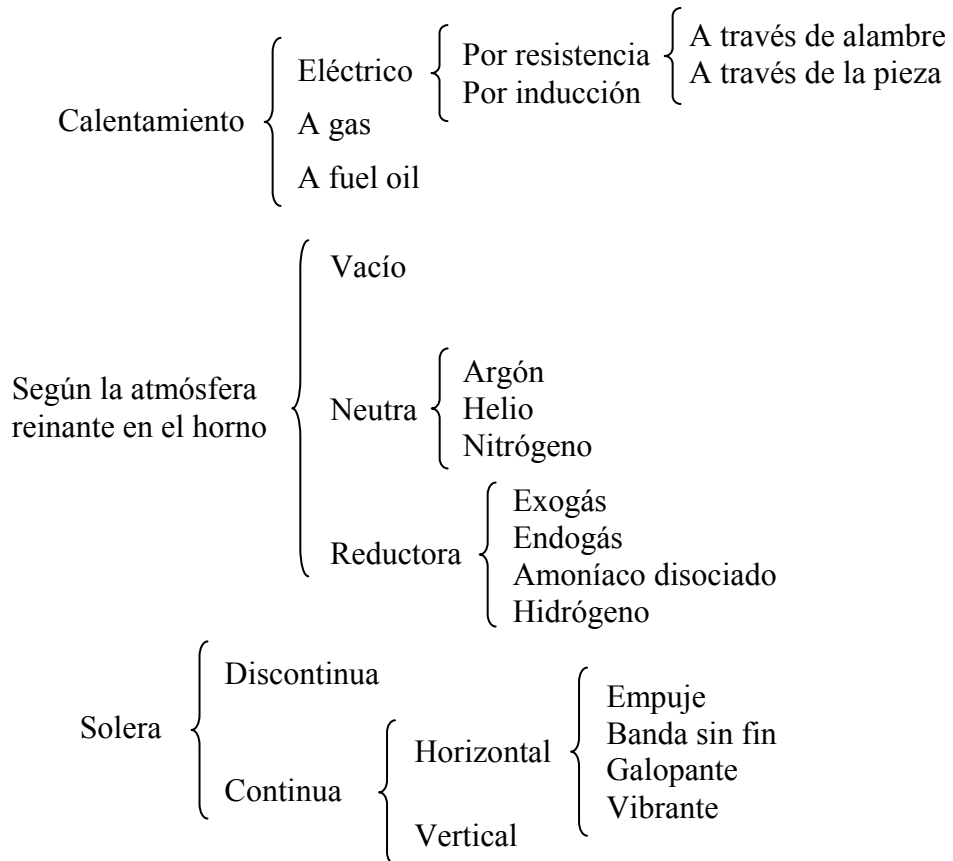 Calentamiento
Eléctrico
Por resistencia
A través de alambre
A través de la pieza
Por inducción
A gas
A fuel oil
Según la atmósfera
reinante en el horno
Vacío
Neutra
Argón
Helio
Nitrógeno
Reductora
Exogás
Endogás
Amoníaco disociado
Hidrógeno
Solera
Discontinua
Continua
Horizontal
Empuje
Banda sin fin
Galopante
Vibrante
Vertical